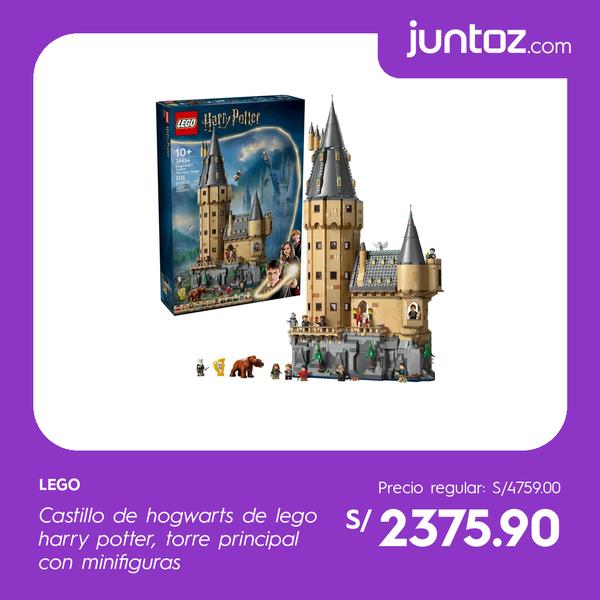 juntoz.com
LEGO
Harry Potter
10+
76454
LEGO
Castillo de hogwarts de lego
harry potter, torre principal
con minifiguras
Precio regular: S/4759.00
S/ 2375.90